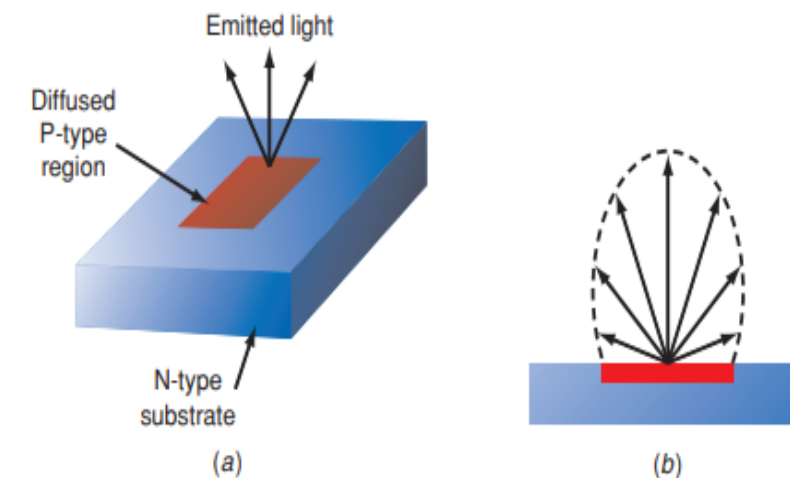 Emitted light
Diffused
P-type
region
N-type
substrate
(a)
(b)